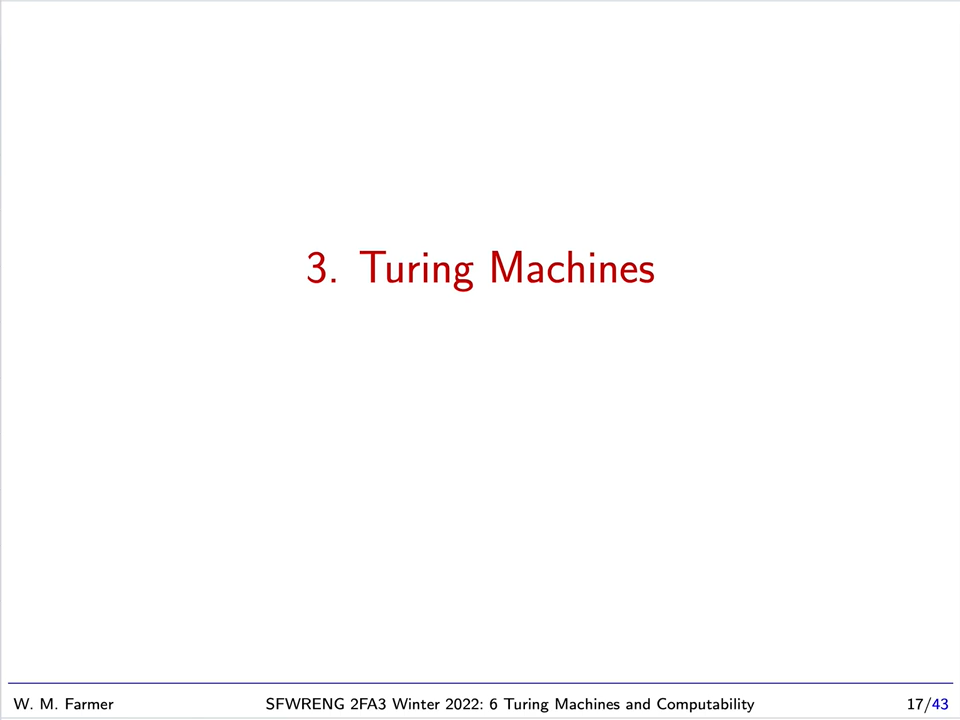 3. Turing Machines
W. M. Farmer SFWRENG 2FA3 Winter 2022: 6 Turing Machines and Computability 17/43